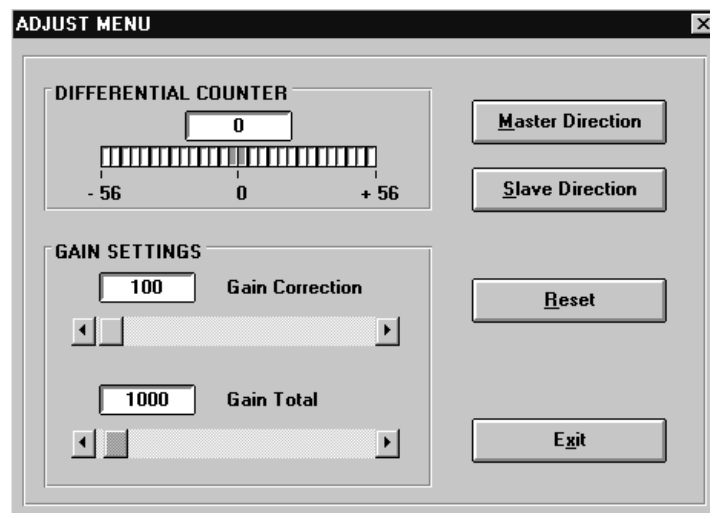 ADJUST MENU
DIFFERENTIAL COUNTER
0
- 56 0 + 56
Master Direction
Slave Direction
GAIN SETTINGS
100 Gain Correction
Reset
1000 Gain Total
Exit